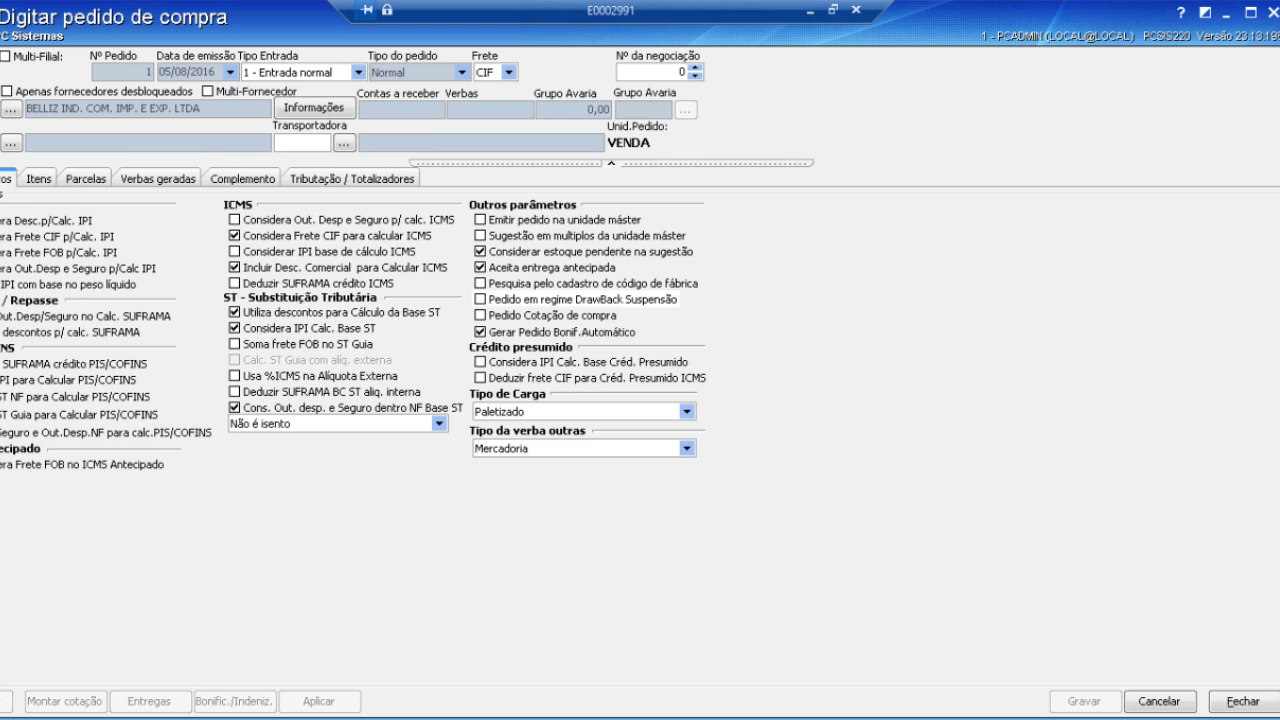 E0002991
Digitar pedido de compra
C Sistemas
1 - PCADMIN (LOCAL@LOCAL) PCSIS220 Versão 23.13.19
Multi-Filial: Nº Pedido Data de emissão Tipo Entrada Tipo do pedido Frete Nº da negociação
1 05/08/2016 1 - Entrada normal Normal CIF 0
Apenas fornecedores desbloqueados Multi-Fornecedor Contas a receber Verbas Grupo Avaria Grupo Avaria
... BELLIZ IND. COM. IMP. E EXP. LTDA Informações 0,00 ...
Transportadora Unid.Pedido:
... ... VENDA
os Itens Parcelas Verbas geradas Complemento Tributação / Totalizadores
s
era Desc.p/Calc. IPI
era Frete CIF p/Calc. IPI
era Frete FOB p/Calc. IPI
era Out.Desp e Seguro p/Calc IPI
IPI com base no peso líquido
/ Repasse
Out.Desp/Seguro no Calc. SUFRAMA
descontos p/ calc. SUFRAMA
NS
SUFRAMA crédito PIS/COFINS
PI para Calcular PIS/COFINS
ST NF para Calcular PIS/COFINS
ST Guia para Calcular PIS/COFINS
Seguro e Out.Desp.NF para calc.PIS/COFINS
ecipado
era Frete FOB no ICMS Antecipado
ICMS
Considera Out. Desp e Seguro p/ calc. ICMS
Considera Frete CIF para calcular ICMS
Considerar IPI base de cálculo ICMS
Incluir Desc. Comercial para Calcular ICMS
Deduzir SUFRAMA crédito ICMS
ST - Substituição Tributária
Utiliza descontos para Cálculo da Base ST
Considera IPI Calc. Base ST
Soma frete FOB no ST Guia
Calc. ST Guia com alíq. externa
Usa %ICMS na Alíquota Externa
Deduzir SUFRAMA BC ST aliq. interna
Cons. Out. desp. e Seguro dentro NF Base ST
Não é isento
Outros parâmetros
Emitir pedido na unidade máster
Sugestão em multiplos da unidade máster
Considerar estoque pendente na sugestão
Aceita entrega antecipada
Pesquisa pelo cadastro de código de fábrica
Pedido em regime DrawBack Suspensão
Pedido Cotação de compra
Gerar Pedido Bonif.Automático
Crédito presumido
Considera IPI Calc. Base Créd. Presumido
Deduzir frete CIF para Créd. Presumido ICMS
Tipo de Carga
Paletizado
Tipo da verba outras
Mercadoria
Montar cotação Entregas Bonific./Indeniz. Aplicar Gravar Cancelar Fechar